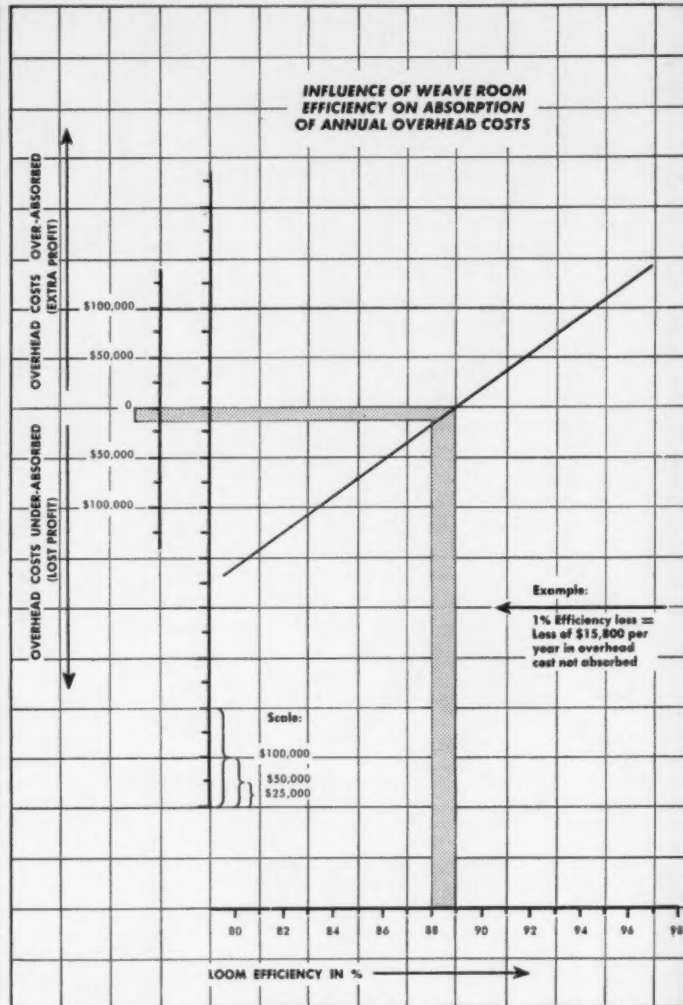 INFLUENCE OF WEAVE ROOM
EFFICIENCY ON ABSORPTION
OF ANNUAL OVERHEAD COSTS
OVERHEAD COSTS OVER-ABSORBED
(EXTRA PROFIT)
OVERHEAD COSTS UNDER-ABSORBED
(LOST PROFIT)
$100,000
$50,000
0
$50,000
$100,000
Example:
1% Efficiency loss =
Loss of $15,800 per
year in overhead
cost not absorbed
Scale:
$100,000
$50,000
$25,000
80 82 84 86 88 90 92 94 96 98
LOOM EFFICIENCY IN %